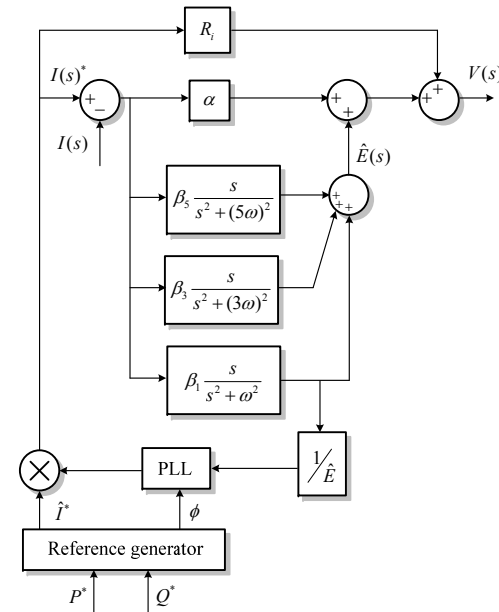 R_i
I(s)^*
+
−
I(s)
α
+
+
+
+
V(s)
Ê(s)
β_5 s / (s^2 + (5ω)^2)
+
+
+
β_3 s / (s^2 + (3ω)^2)
β_1 s / (s^2 + ω^2)
1/Ê
PLL
×
Î^*
ϕ
Reference generator
P^*
Q^*